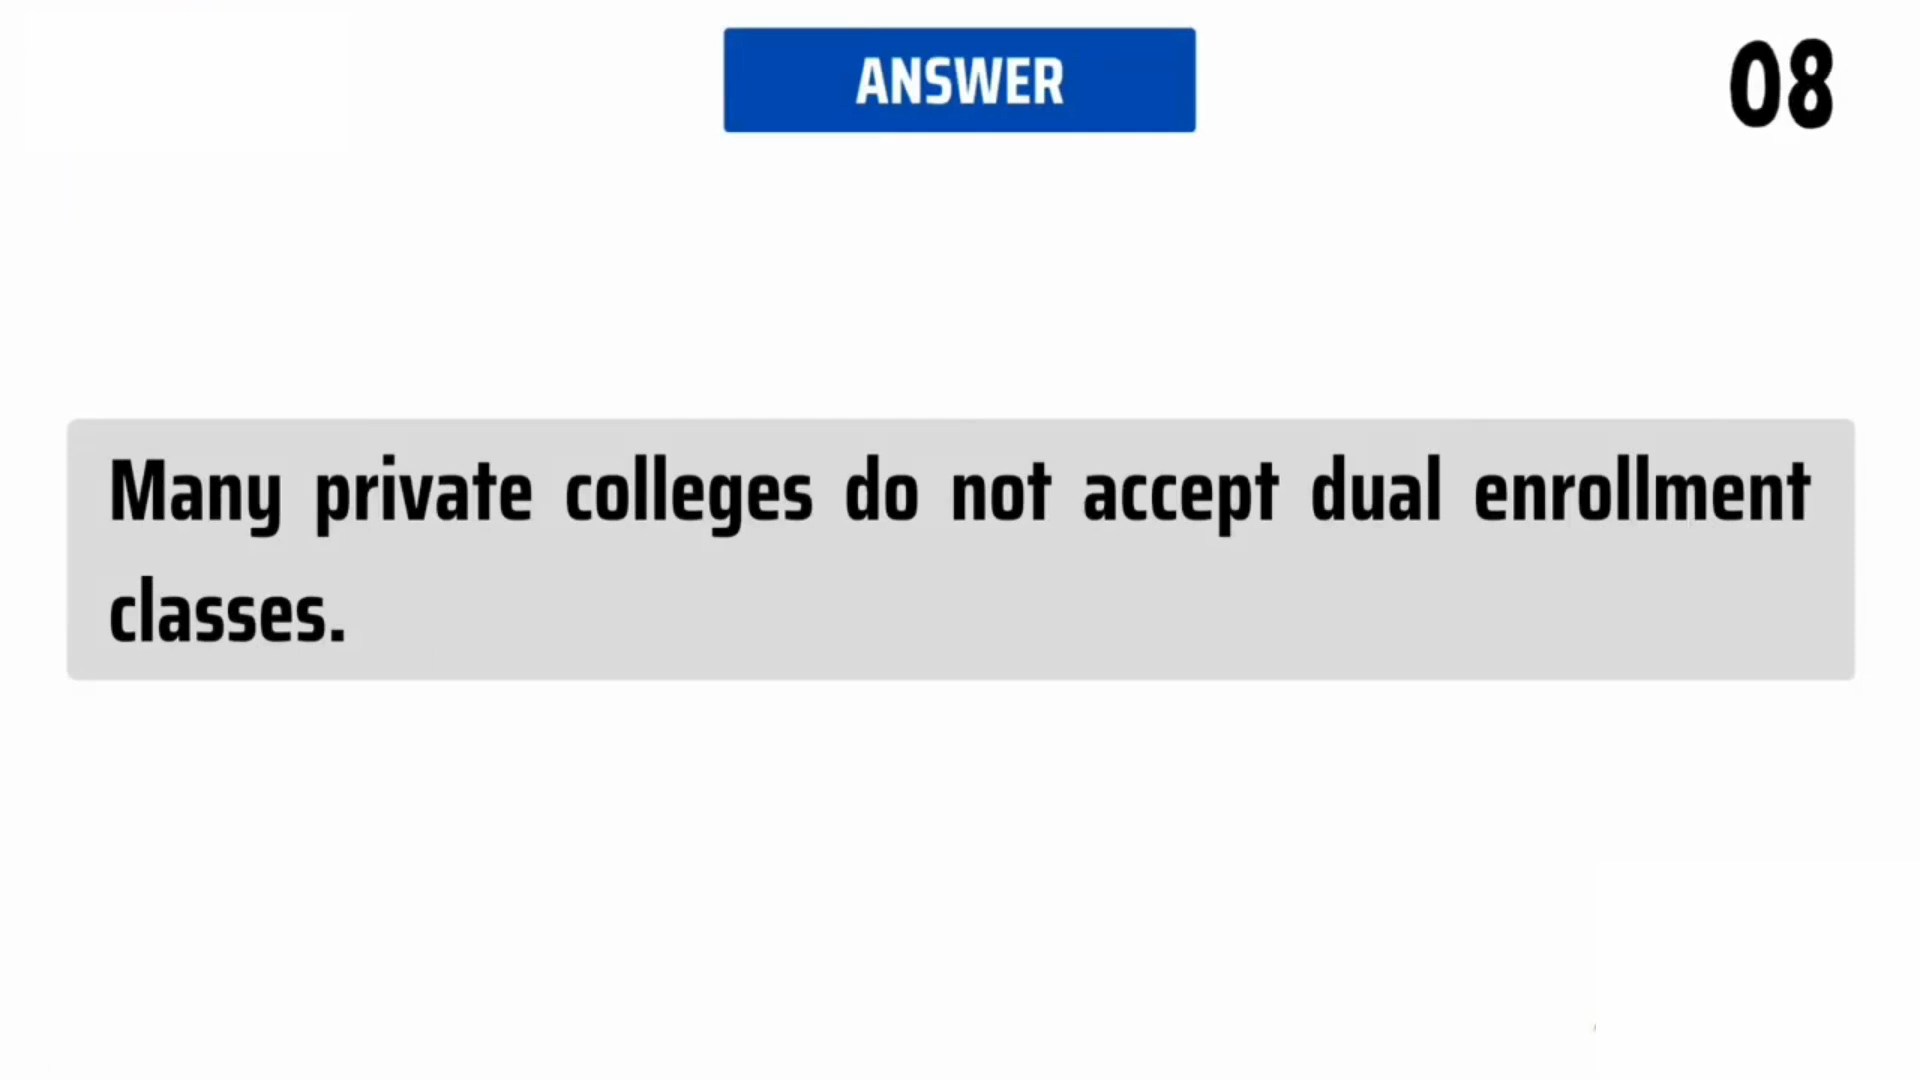 ANSWER
08
Many private colleges do not accept dual enrollment
classes.